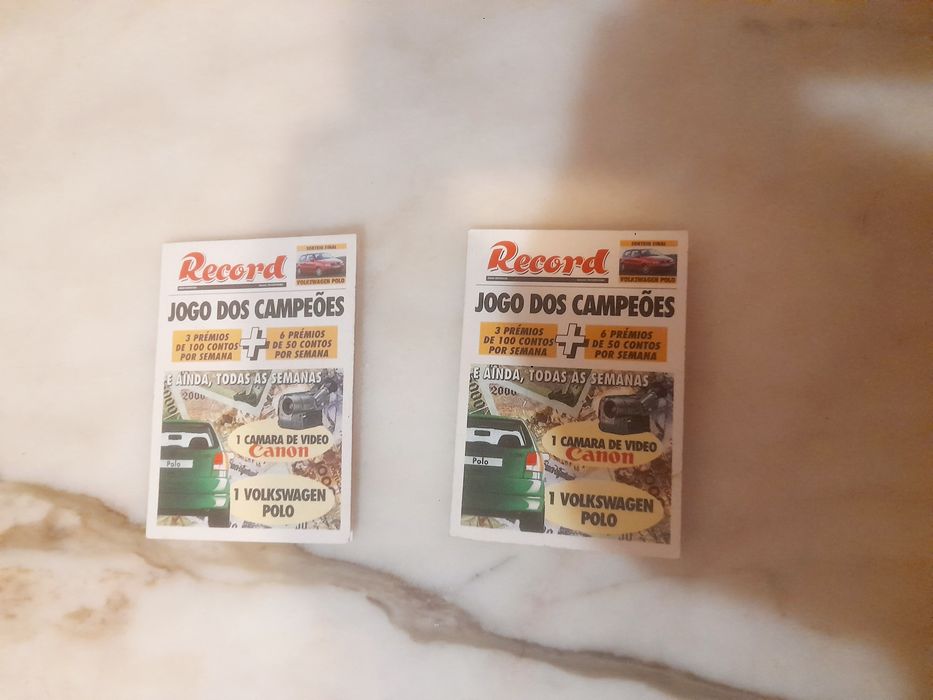 Record
SORTEIO FINAL
VOLKSWAGEN POLO
JOGO DOS CAMPEÕES
3 PRÉMIOS
DE 100 CONTOS
POR SEMANA
+
6 PRÉMIOS
DE 50 CONTOS
POR SEMANA
E AINDA, TODAS AS SEMANAS
2000
1 CAMARA DE VIDEO
Canon
Polo
1 VOLKSWAGEN
POLO
Record
SORTEIO FINAL
VOLKSWAGEN POLO
JOGO DOS CAMPEÕES
3 PRÉMIOS
DE 100 CONTOS
POR SEMANA
+
6 PRÉMIOS
DE 50 CONTOS
POR SEMANA
E AINDA, TODAS AS SEMANAS
2000
1 CAMARA DE VIDEO
Canon
Polo
1 VOLKSWAGEN
POLO